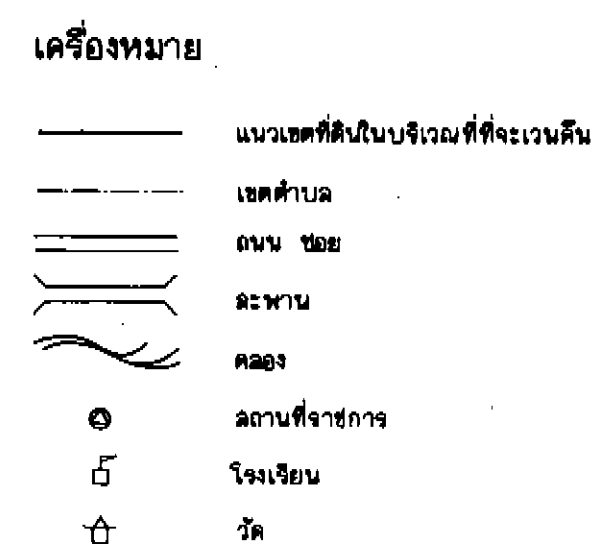 เครื่องหมาย
แนวเขตที่ดินในบริเวณที่ที่จะเวนคืน
เขตตำบล
ถนน ซอย
สะพาน
คลอง
สถานที่ราชการ
โรงเรียน
วัด